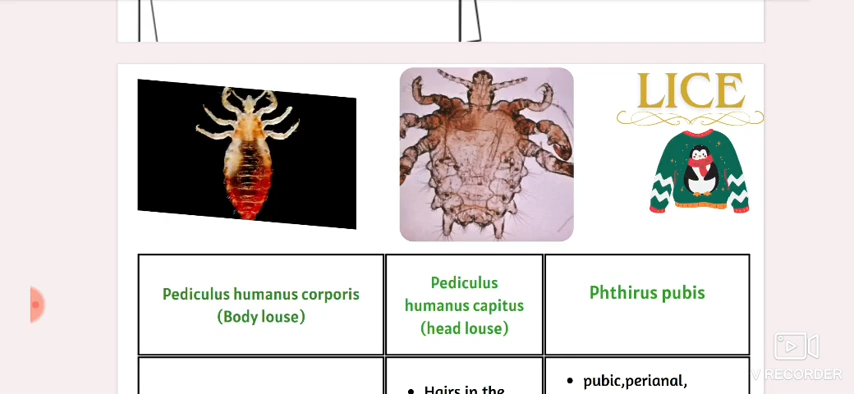 LICE
Pediculus humanus corporis
(Body louse)
Pediculus
humanus capitus
(head louse)
Phthirus pubis
• Hairs in the
• pubic,perianal,
V RECORDER